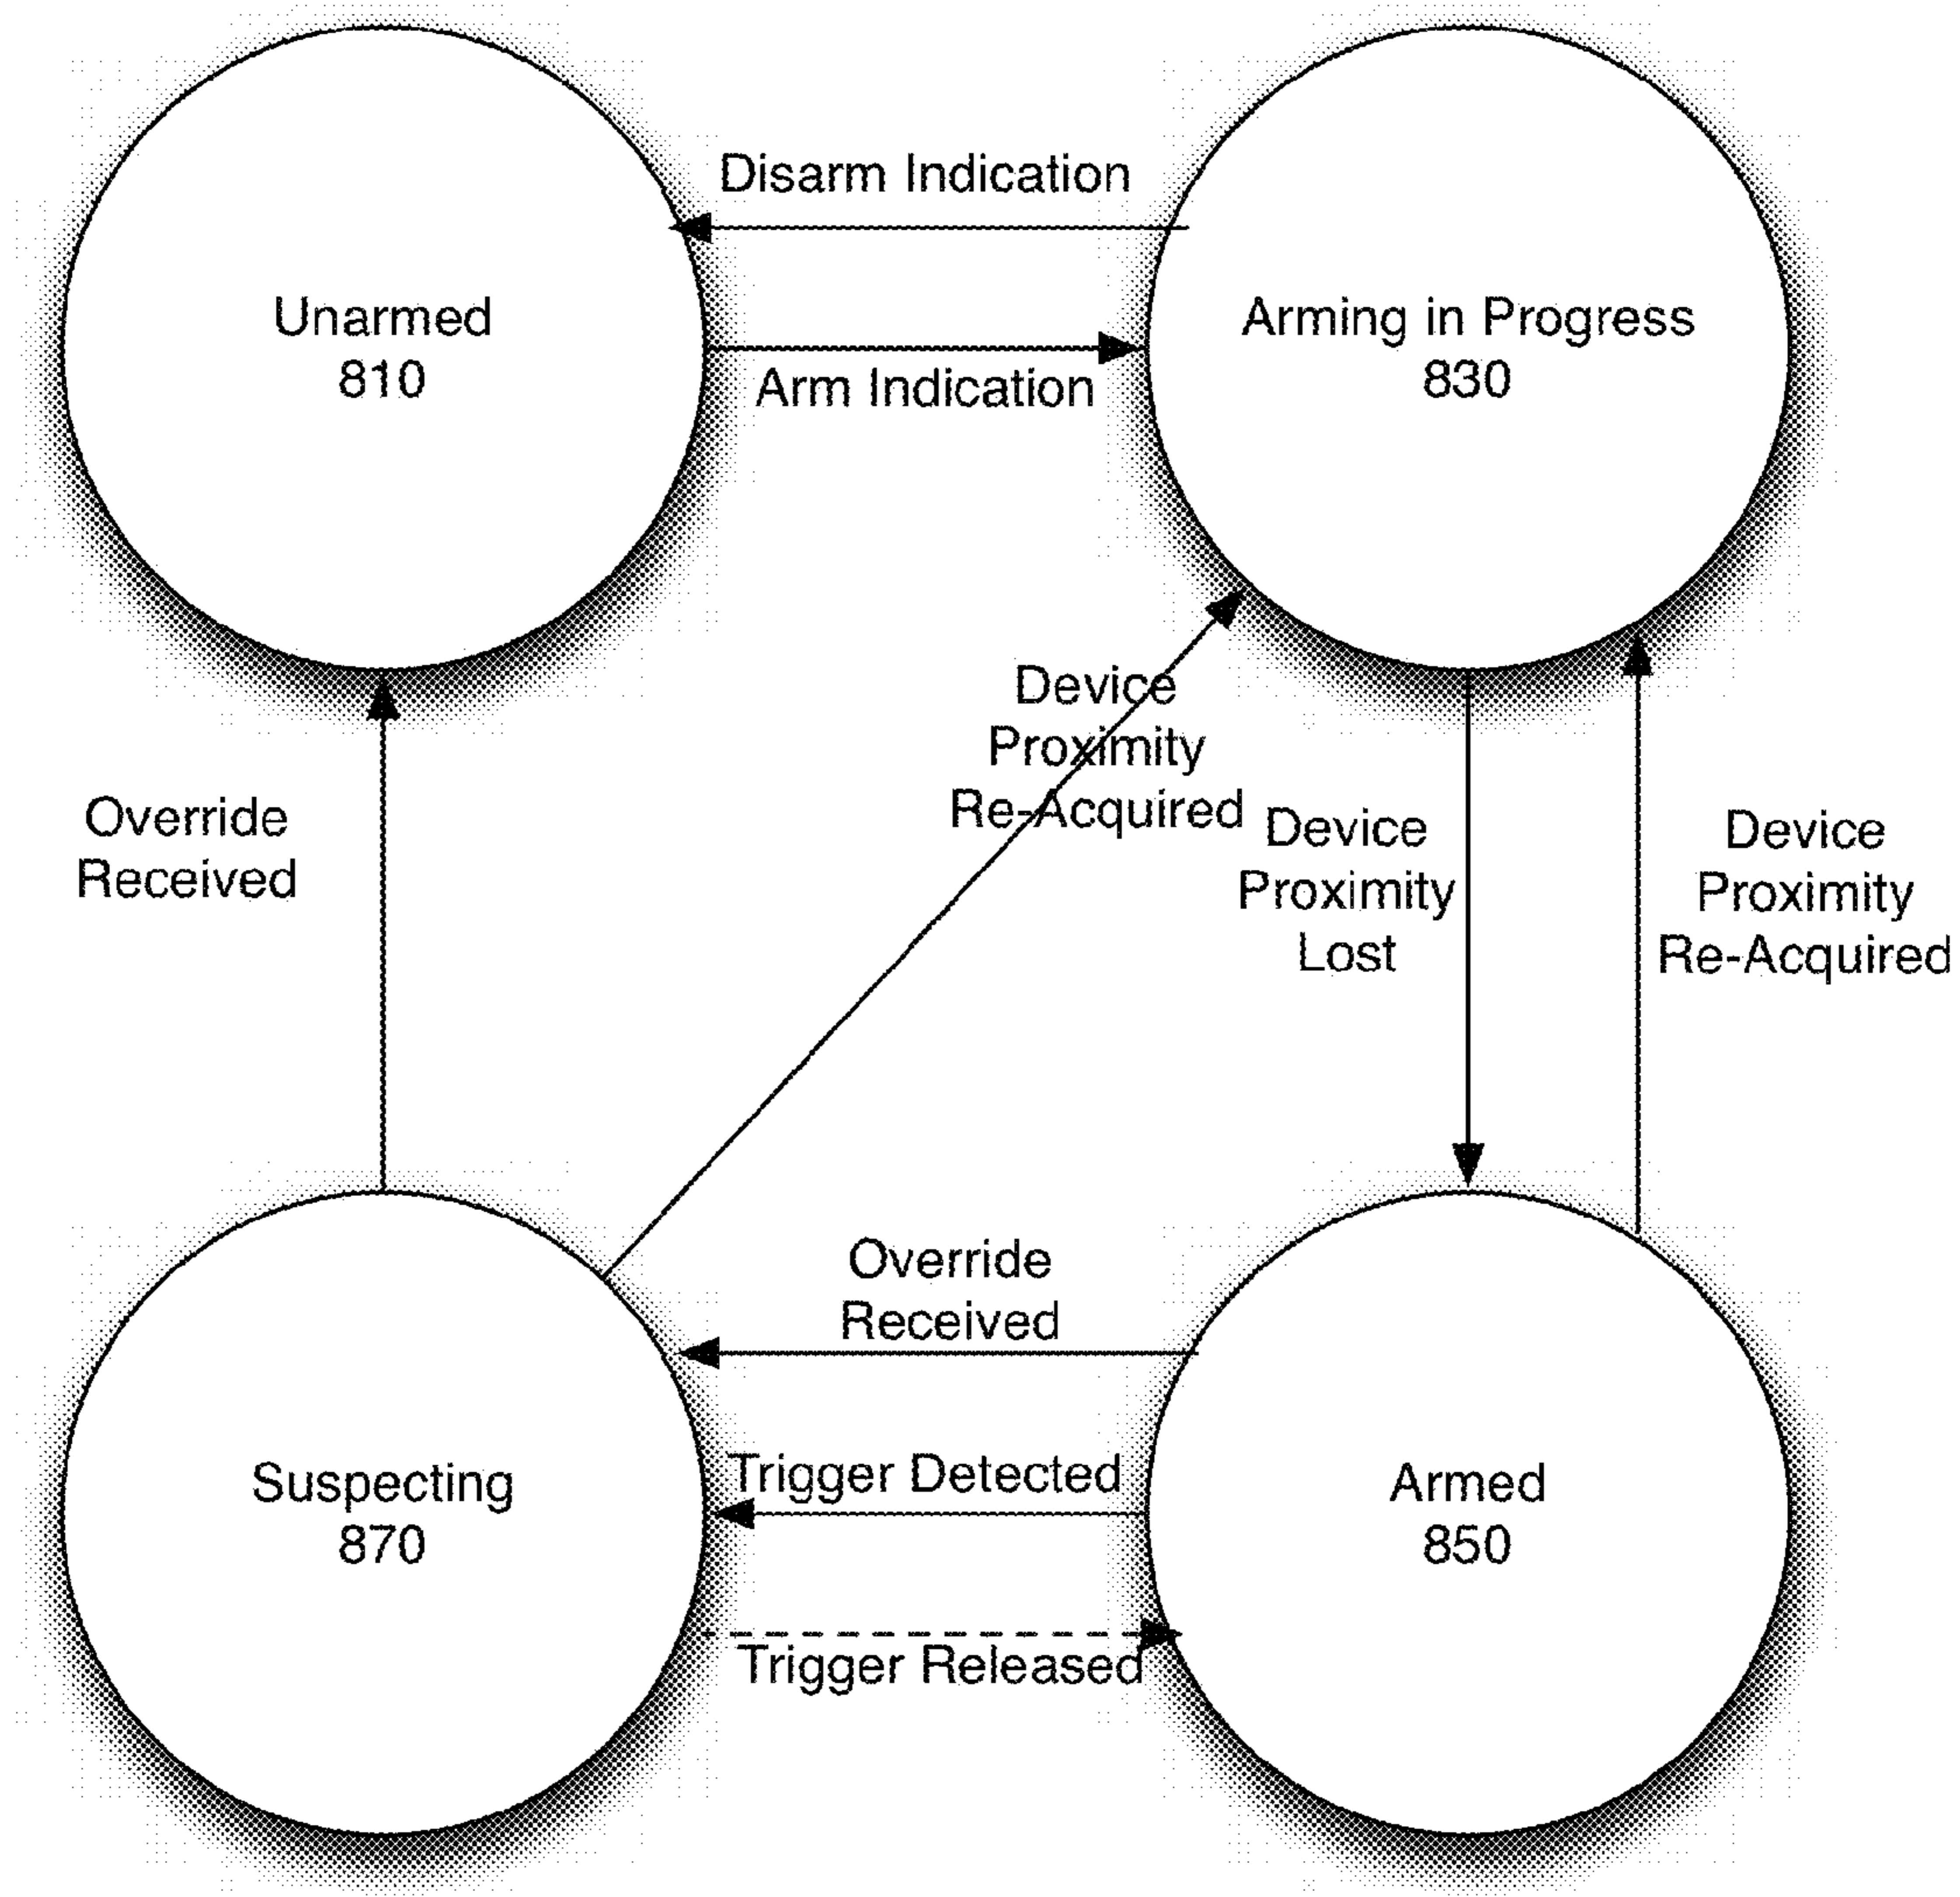 Disarm Indication
Unarmed
810
Arming in Progress
830
Arm Indication
Device
Proximity
Re-Acquired
Override
Received
Device
Proximity
Lost
Device
Proximity
Re-Acquired
Override
Received
Trigger Detected
Suspecting
870
Armed
850
Trigger Released